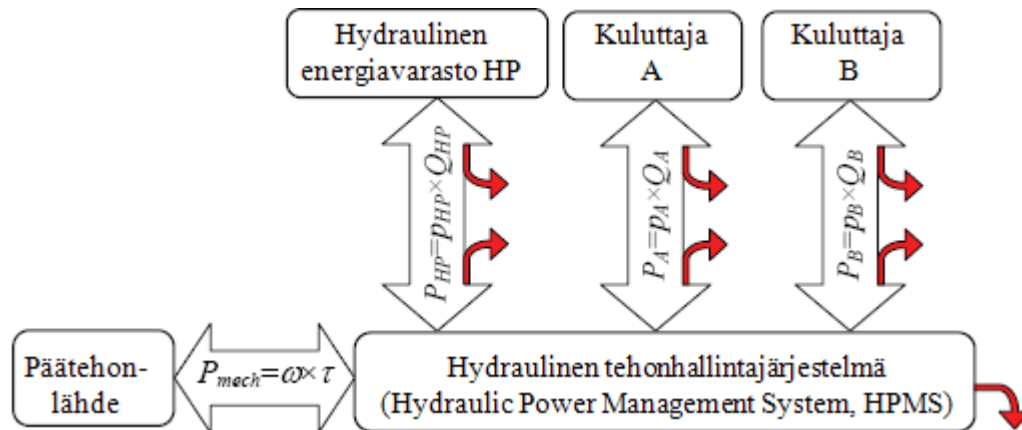 Hydraulinen
energiavarasto HP
Kuluttaja
A
Kuluttaja
B
P_HP=p_HP×Q_HP
P_A=p_A×Q_A
P_B=p_B×Q_B
Päätehon-
lähde
P_mech=ω×τ
Hydraulinen tehonhallintajärjestelmä
(Hydraulic Power Management System, HPMS)